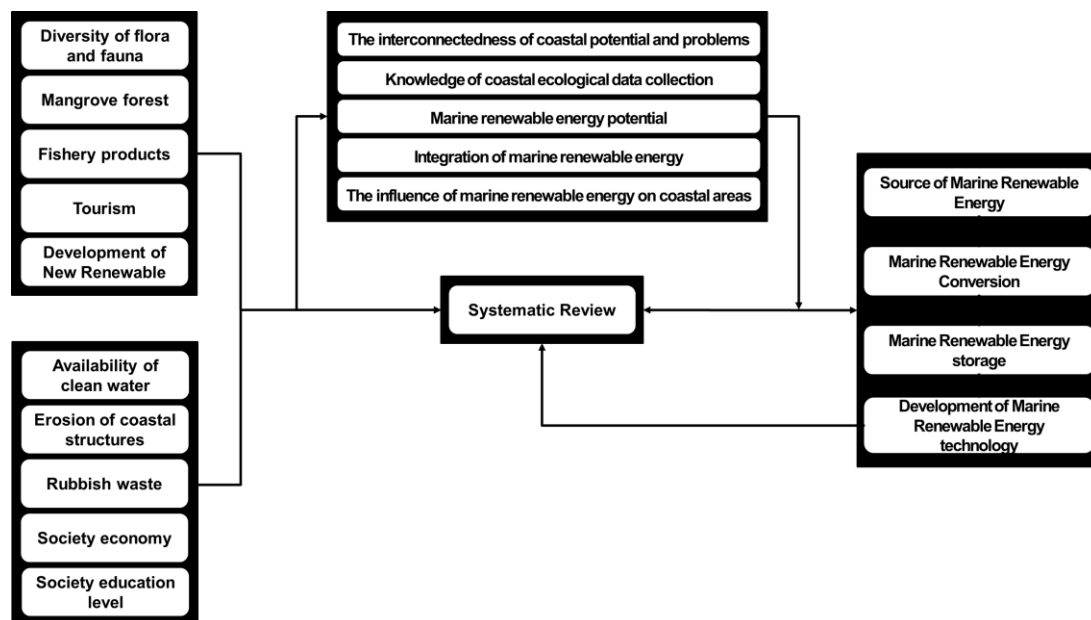 Diversity of flora
and fauna
Mangrove forest
Fishery products
Tourism
Development of
New Renewable
Availability of
clean water
Erosion of coastal
structures
Rubbish waste
Society economy
Society education
level
The interconnectedness of coastal potential and problems
Knowledge of coastal ecological data collection
Marine renewable energy potential
Integration of marine renewable energy
The influence of marine renewable energy on coastal areas
Systematic Review
Source of Marine Renewable
Energy
Marine Renewable Energy
Conversion
Marine Renewable Energy
storage
Development of Marine
Renewable Energy
technology